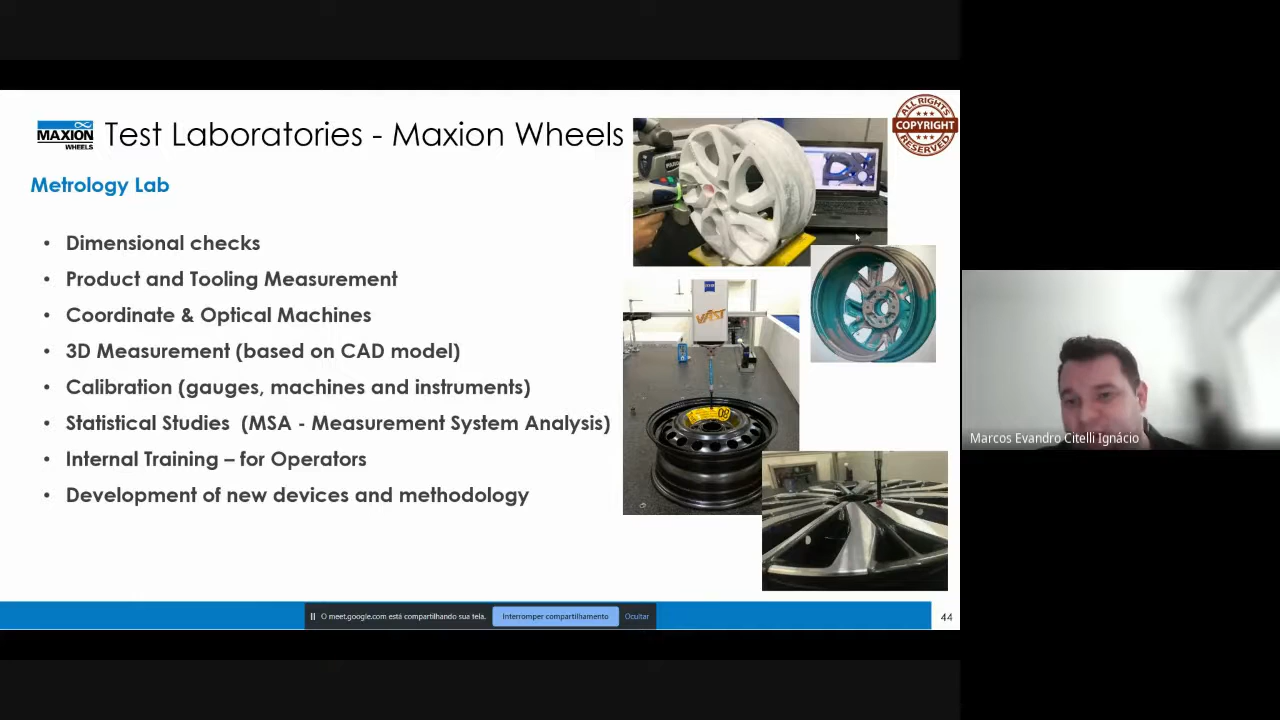 MAXION
WHEELS
Test Laboratories - Maxion Wheels
ALL RIGHTS
COPYRIGHT
RESERVED
Metrology Lab
• Dimensional checks
• Product and Tooling Measurement
• Coordinate & Optical Machines
• 3D Measurement (based on CAD model)
• Calibration (gauges, machines and instruments)
• Statistical Studies (MSA - Measurement System Analysis)
• Internal Training – for Operators
• Development of new devices and methodology
VAST
80
Marcos Evandro Citelli Ignácio
O meet.google.com está compartilhando sua tela.
Interromper compartilhamento
Ocultar
44